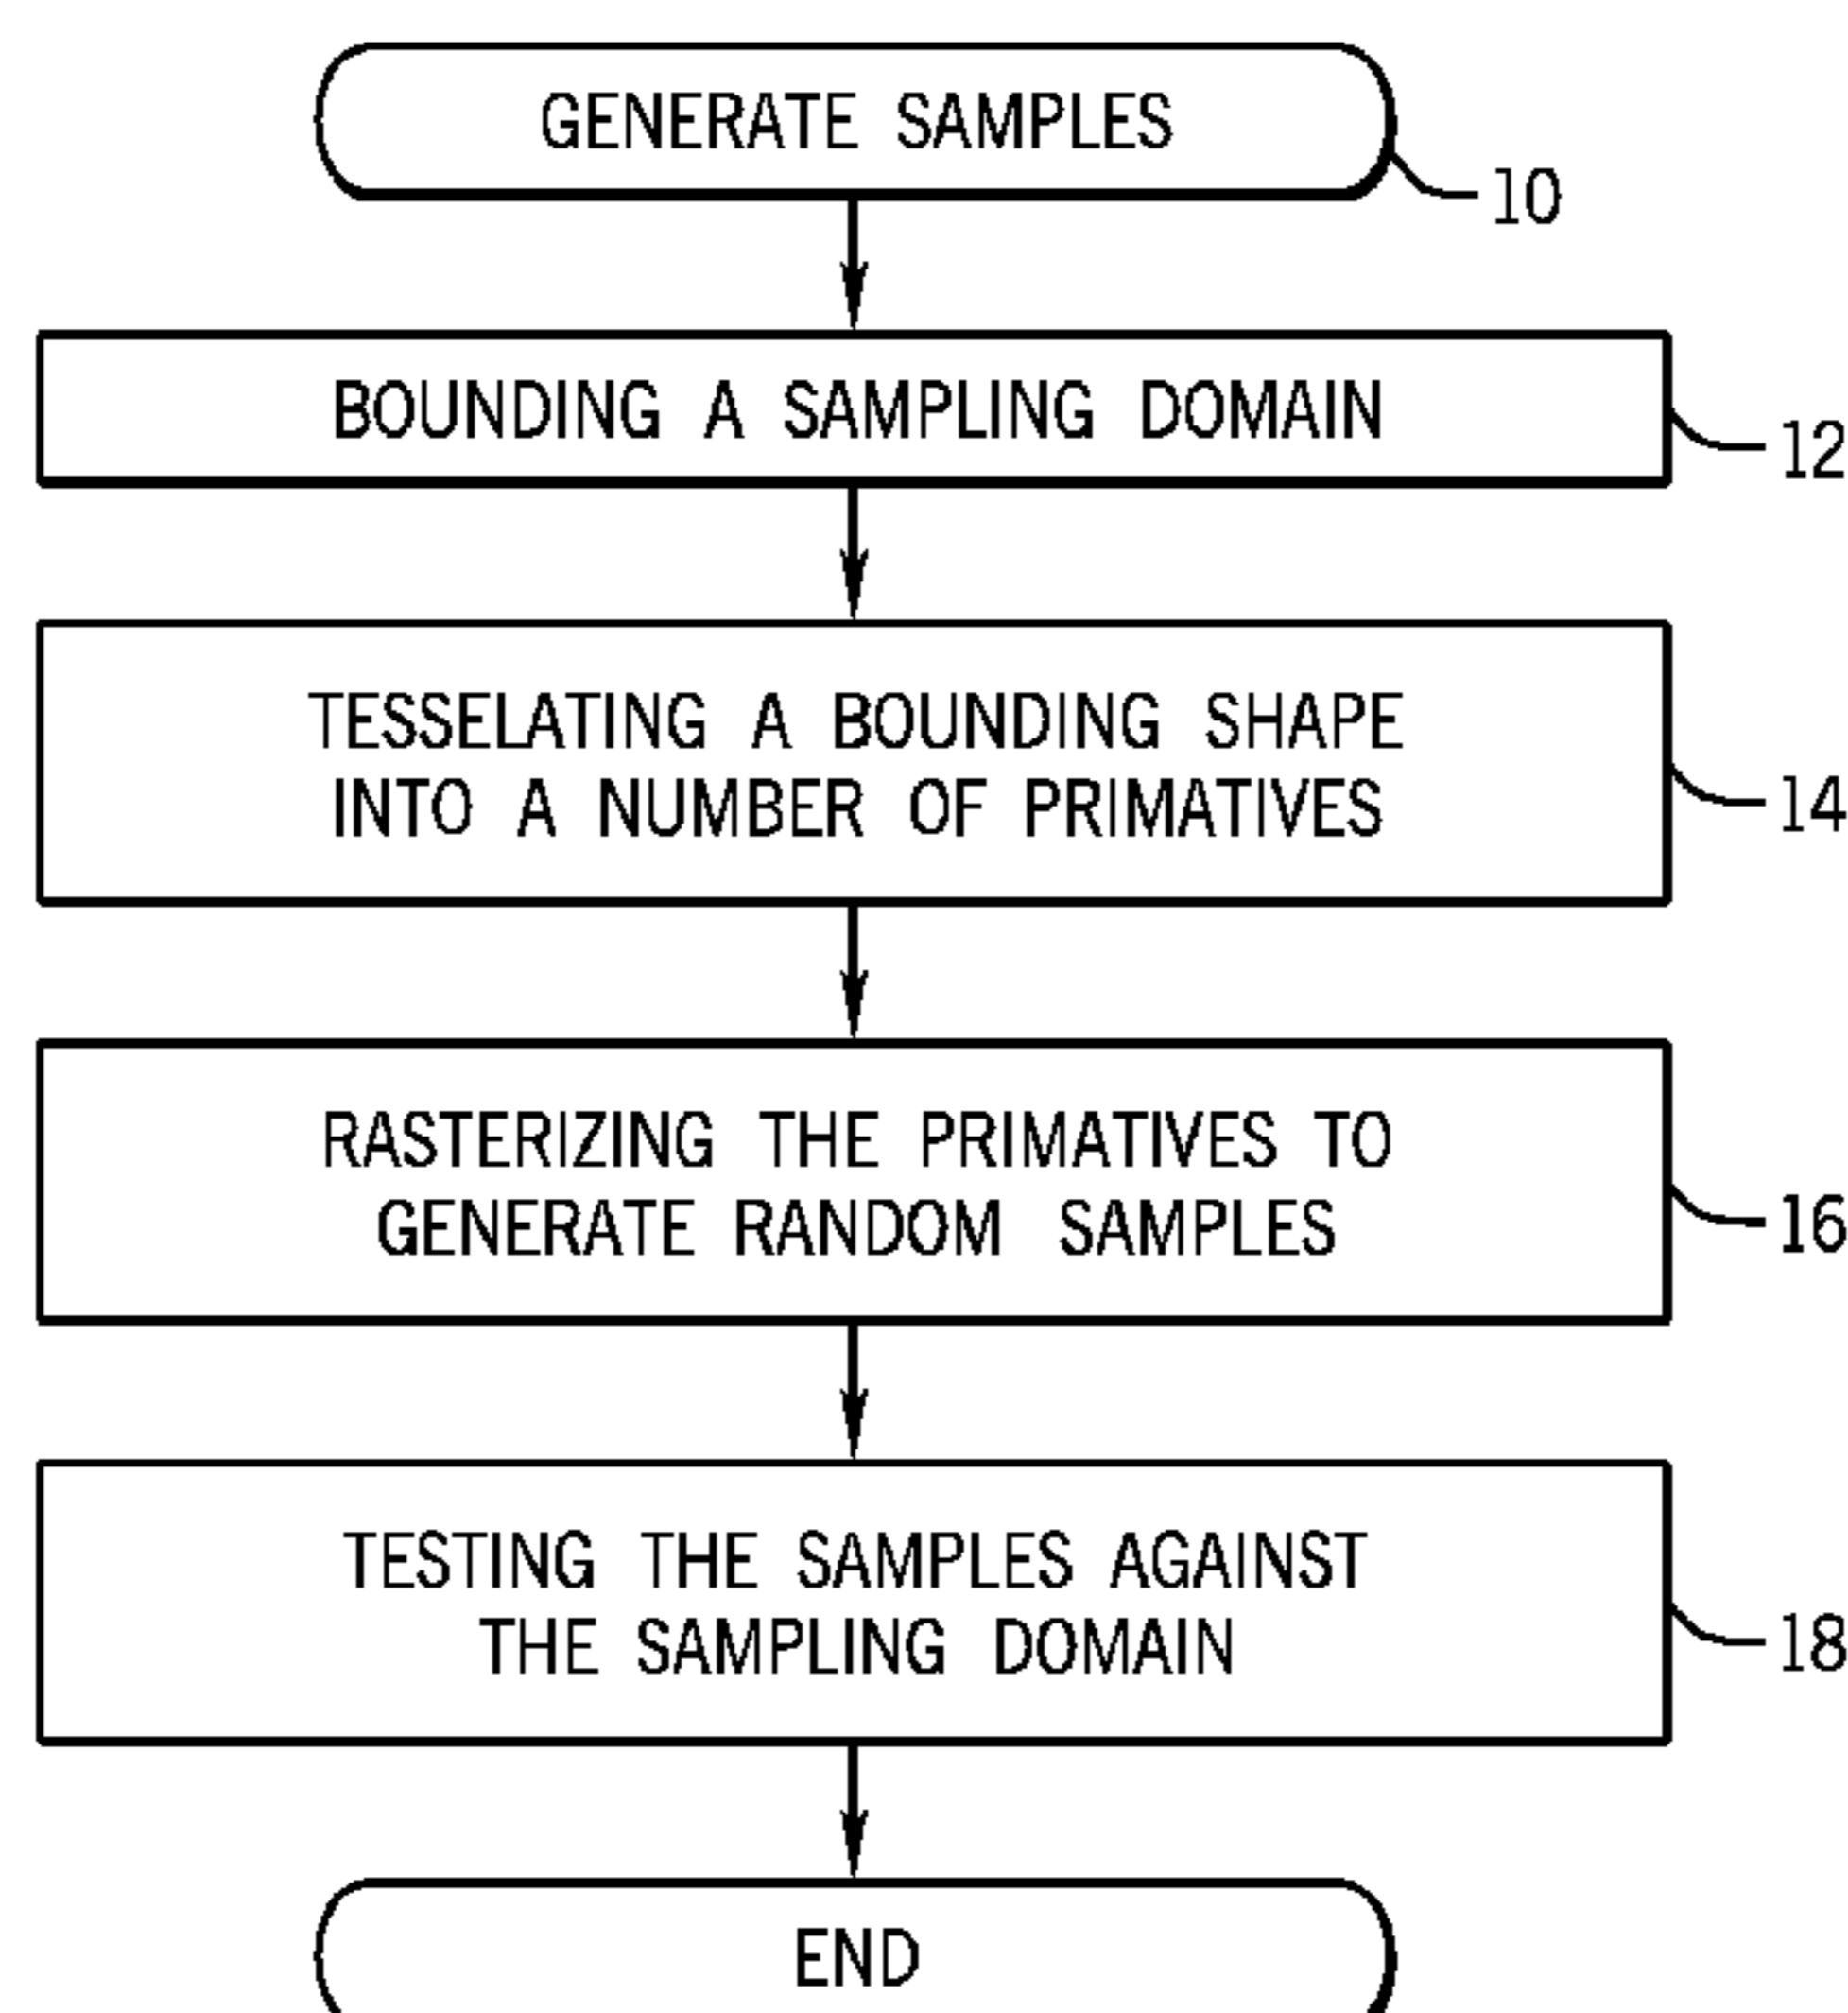 GENERATE SAMPLES
10
BOUNDING A SAMPLING DOMAIN
12
TESSELATING A BOUNDING SHAPE
INTO A NUMBER OF PRIMATIVES
14
RASTERIZING THE PRIMATIVES TO
GENERATE RANDOM SAMPLES
16
TESTING THE SAMPLES AGAINST
THE SAMPLING DOMAIN
18
END